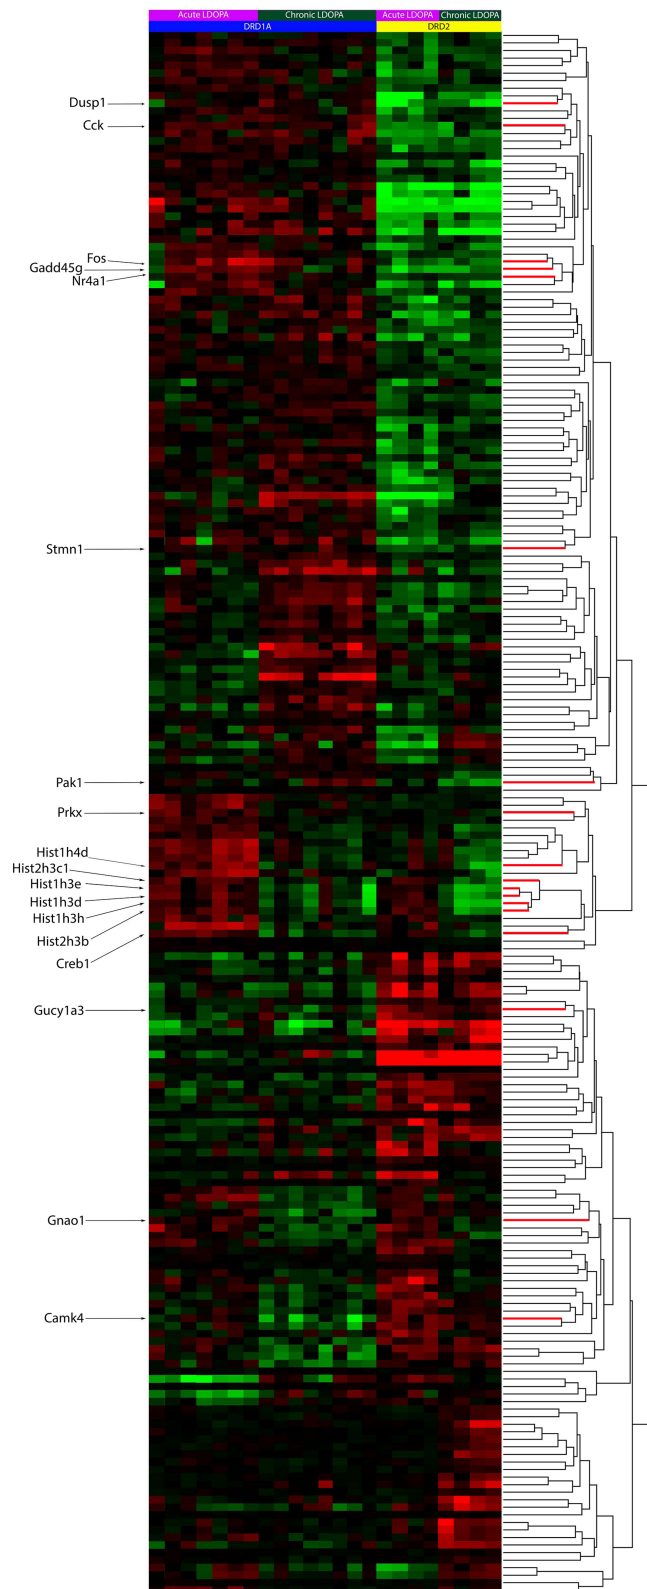 Acute LDOPA Chronic LDOPA Acute LDOPA Chronic LDOPA
DRD1A DRD2
Dusp1
Cck
Fos
Gadd45g
Nr4a1
Stmn1
Pak1
Prkx
Hist1h4d
Hist2h3c1
Hist1h3e
Hist1h3d
Hist1h3h
Hist2h3b
Creb1
Gucy1a3
Gnao1
Camk4